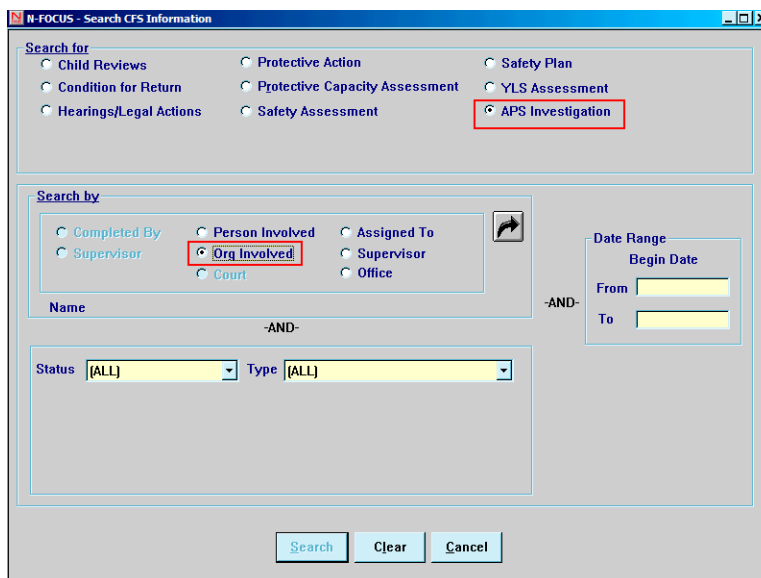 N-FOCUS - Search CFS Information
Search for
Child Reviews Protective Action Safety Plan
Condition for Return Protective Capacity Assessment YLS Assessment
Hearings/Legal Actions Safety Assessment APS Investigation
Search by
Completed By Person Involved Assigned To
Supervisor Org Involved Supervisor
Court Office
Name
-AND-
Date Range
Begin Date
From
To
-AND-
Status (ALL) Type (ALL)
Search Clear Cancel